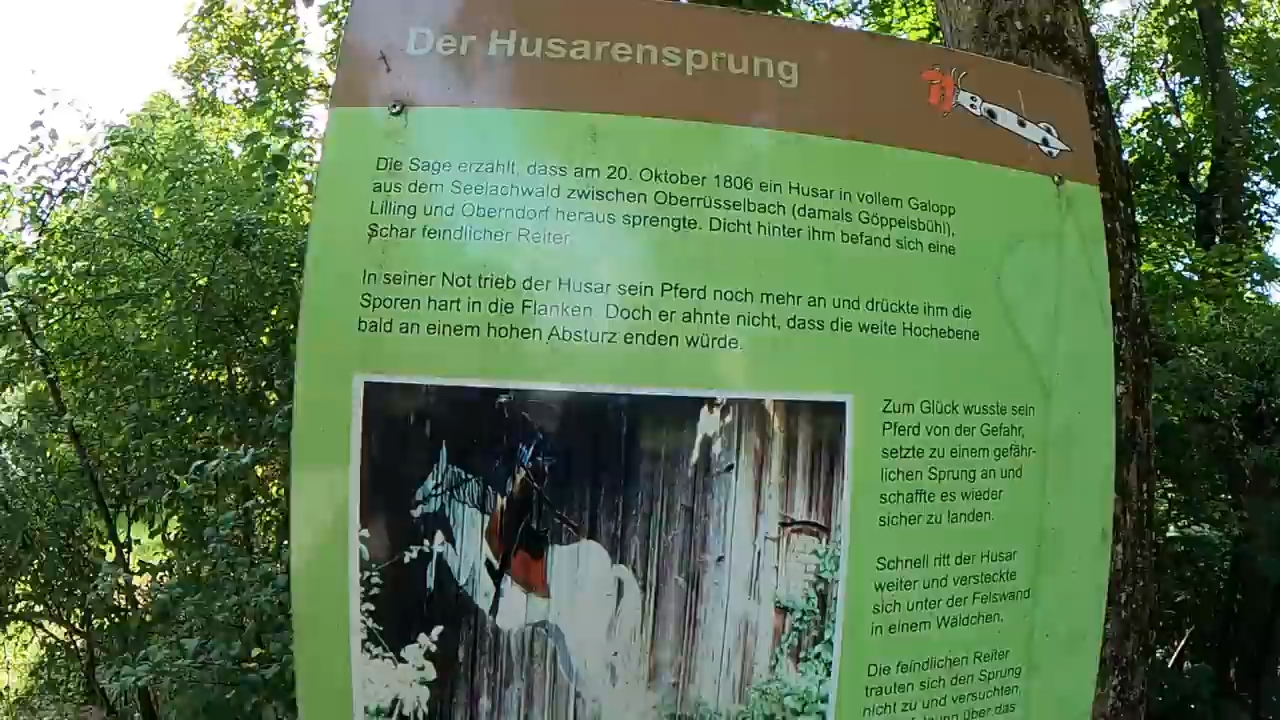 Der Husarensprung
Die Sage erzählt, dass am 20. Oktober 1806 ein Husar in vollem Galopp
aus dem Seelachwald zwischen Oberrüsselbach (damals Göppelsbühl),
Lilling und Oberndorf heraus sprengte. Dicht hinter ihm befand sich eine
Schar feindlicher Reiter.
In seiner Not trieb der Husar sein Pferd noch mehr an und drückte ihm die
Sporen hart in die Flanken. Doch er ahnte nicht, dass die weite Hochebene
bald an einem hohen Absturz enden würde.
Zum Glück wusste sein
Pferd von der Gefahr,
setzte zu einem gefähr-
lichen Sprung an und
schaffte es wieder
sicher zu landen.
Schnell ritt der Husar
weiter und versteckte
sich unter der Felswand
in einem Wäldchen.
Die feindlichen Reiter
trauten sich den Sprung
nicht zu und versuchten,
über das